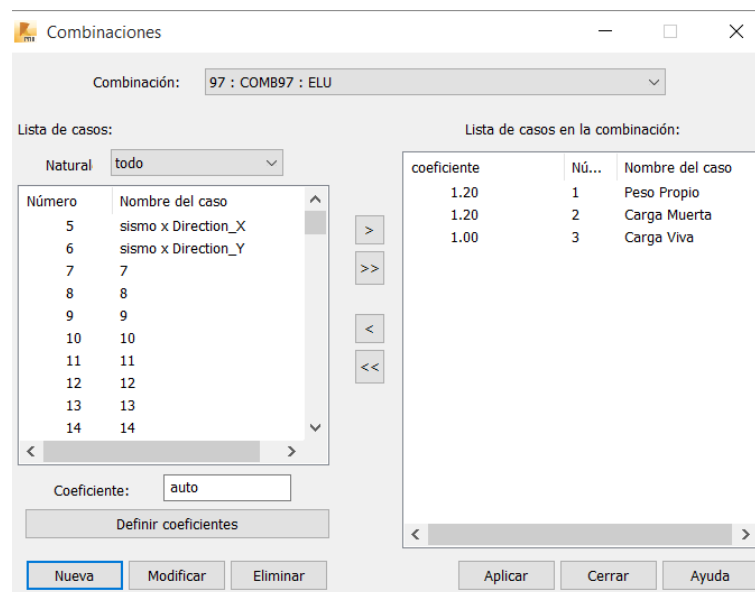 Combinaciones
Combinación: 97 : COMB97 : ELU
Lista de casos:
Natural todo
Número Nombre del caso
5 sismo x Direction_X
6 sismo x Direction_Y
7 7
8 8
9 9
10 10
11 11
12 12
13 13
14 14
Coeficiente: auto
Definir coeficientes
Nueva Modificar Eliminar
>
>>
<
<<
Lista de casos en la combinación:
coeficiente Nú... Nombre del caso
1.20 1 Peso Propio
1.20 2 Carga Muerta
1.00 3 Carga Viva
Aplicar Cerrar Ayuda